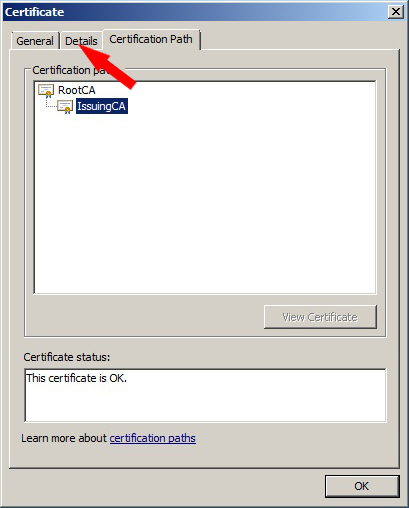 Certificate
General Details Certification Path
Certification pa
RootCA
IssuingCA
View Certificate
Certificate status:
This certificate is OK.
Learn more about certification paths
OK